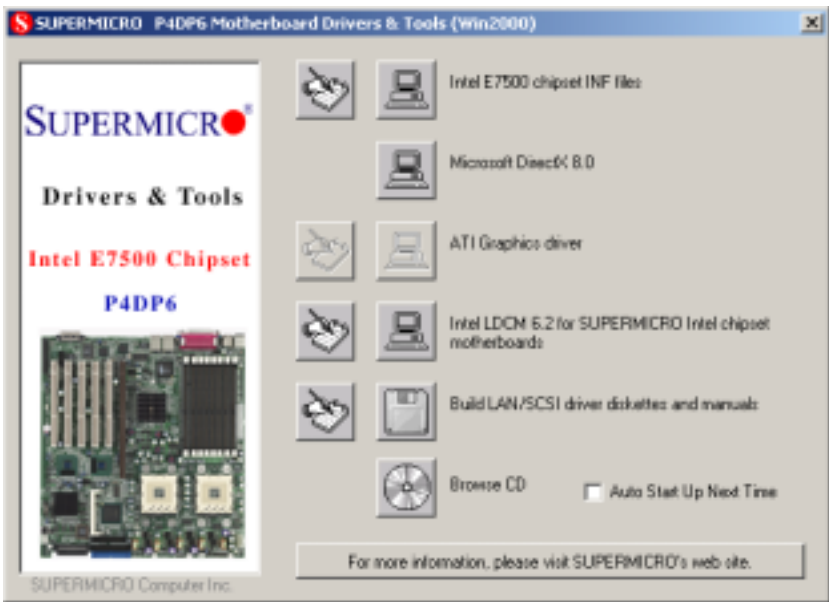 SUPERMICRO P4DP6 Motherboard Drivers & Tools (Win2000)
SUPERMICRO®
Drivers & Tools
Intel E7500 Chipset
P4DP6
SUPERMICRO Computer Inc.
Intel E7500 chipset INF files
Microsoft DirectX 8.0
ATI Graphics driver
Intel LDCM 6.2 for SUPERMICRO Intel chipset
motherboards
Build LAN/SCSI driver diskettes and manuals
Browse CD
Auto Start Up Next Time
For more information, please visit SUPERMICRO's web site.